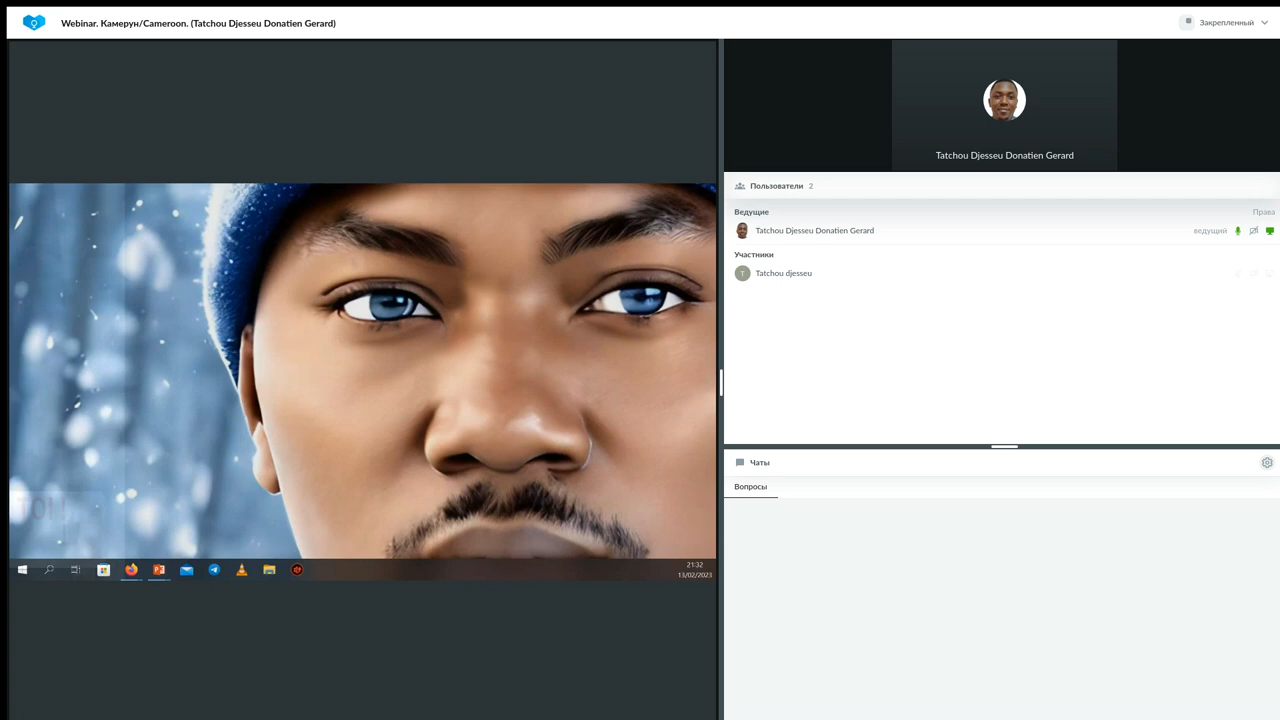 Webinar. Камерун/Cameroon. (Tatchou Djesseu Donatien Gerard)
Закрепленный
Tatchou Djesseu Donatien Gerard
Пользователи 2
Ведущие Права
Tatchou Djesseu Donatien Gerard ведущий
Участники
T Tatchou djesseu
Чаты
Вопросы
21:32
13/02/2023